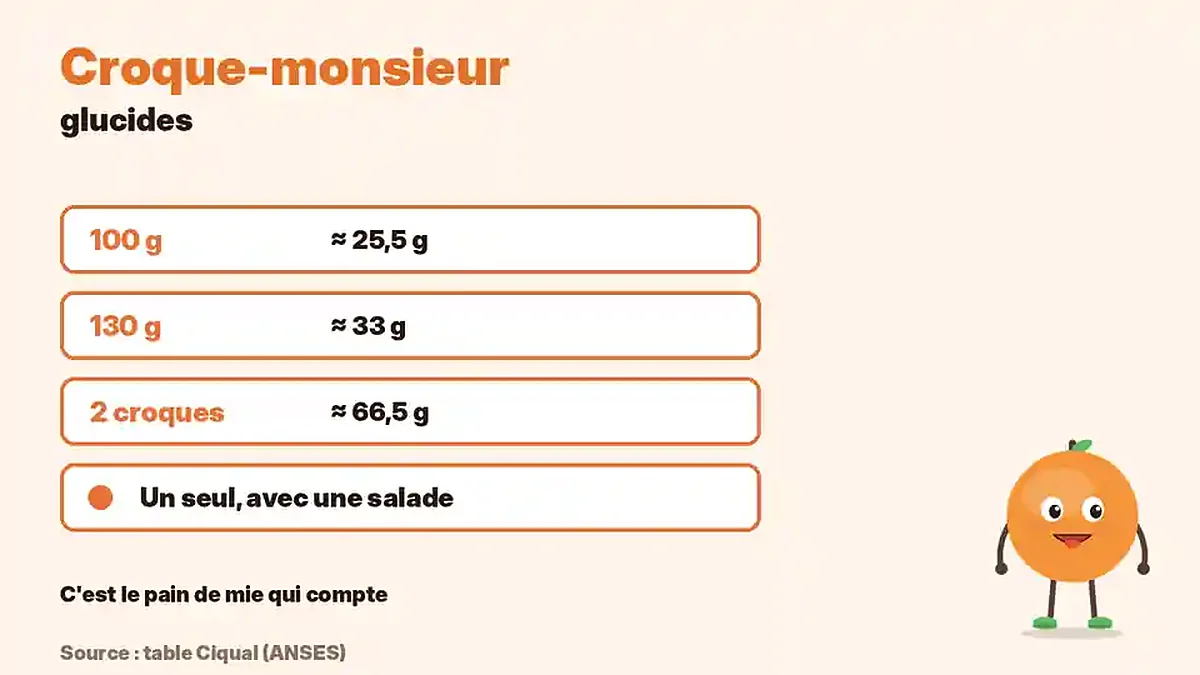 Croque-monsieur
glucides
100 g ≈ 25,5 g
130 g ≈ 33 g
2 croques ≈ 66,5 g
Un seul, avec une salade
C'est le pain de mie qui compte
Source : table Ciqual (ANSES)